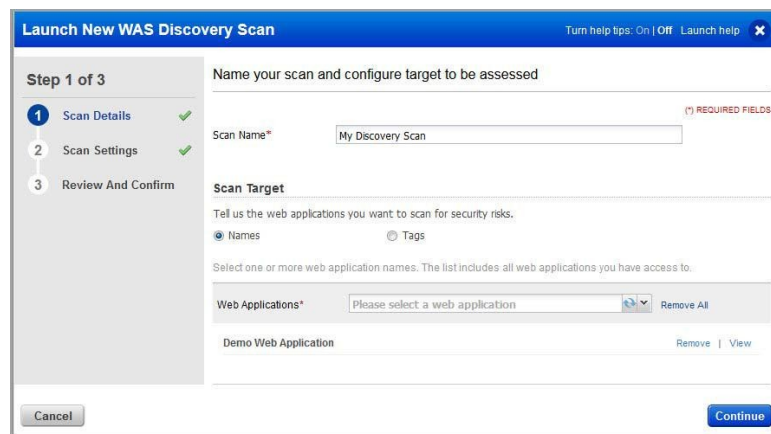 Launch New WAS Discovery Scan
Turn help tips: On | Off Launch help
Step 1 of 3
1 Scan Details
2 Scan Settings
3 Review And Confirm
Name your scan and configure target to be assessed
(*) REQUIRED FIELDS
Scan Name* My Discovery Scan
Scan Target
Tell us the web applications you want to scan for security risks.
Names Tags
Select one or more web application names. The list includes all web applications you have access to.
Web Applications* Please select a web application Remove All
Demo Web Application Remove | View
Cancel Continue